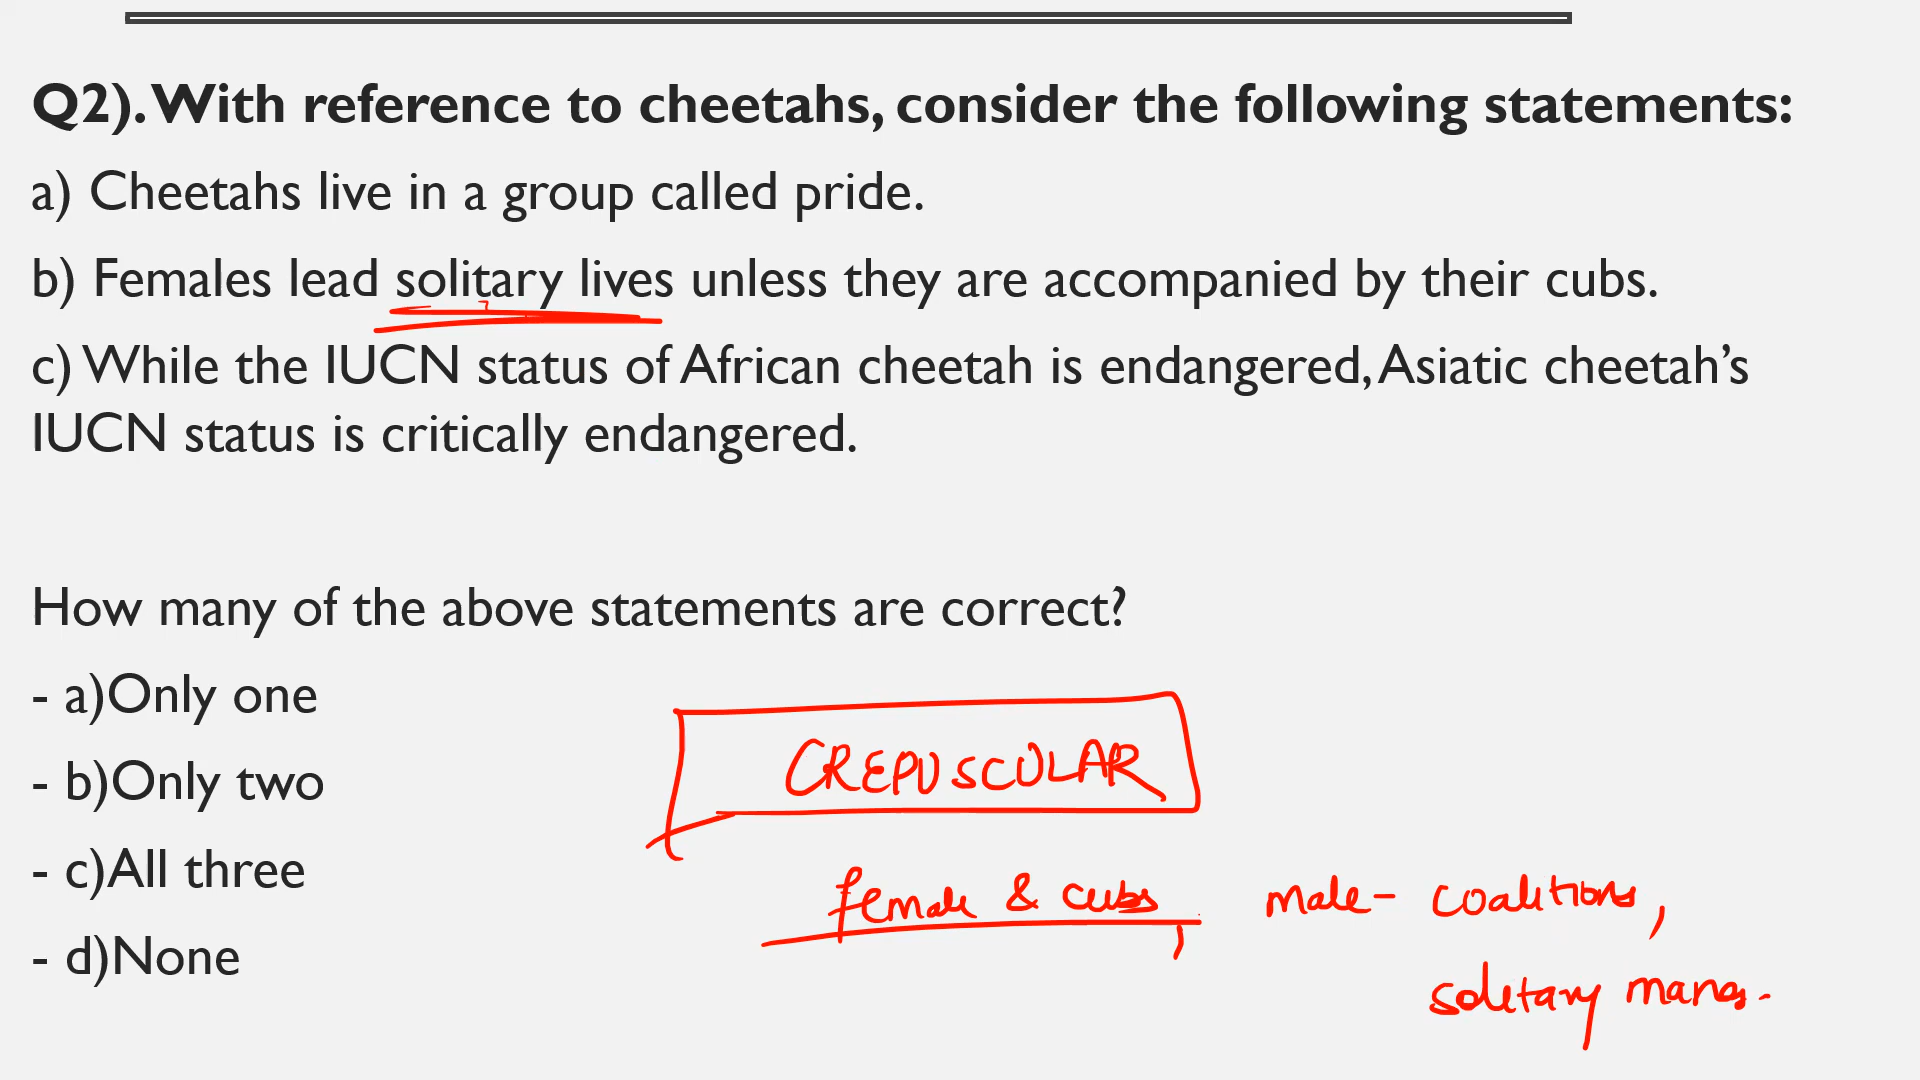 Q2). With reference to cheetahs, consider the following statements:
a) Cheetahs live in a group called pride.
b) Females lead solitary lives unless they are accompanied by their cubs.
c) While the IUCN status of African cheetah is endangered, Asiatic cheetah's
IUCN status is critically endangered.
How many of the above statements are correct?
- a)Only one
- b)Only two
- c)All three
- d)None
CREPUSCULAR
female & cubs,
male - coalitions,
solitary